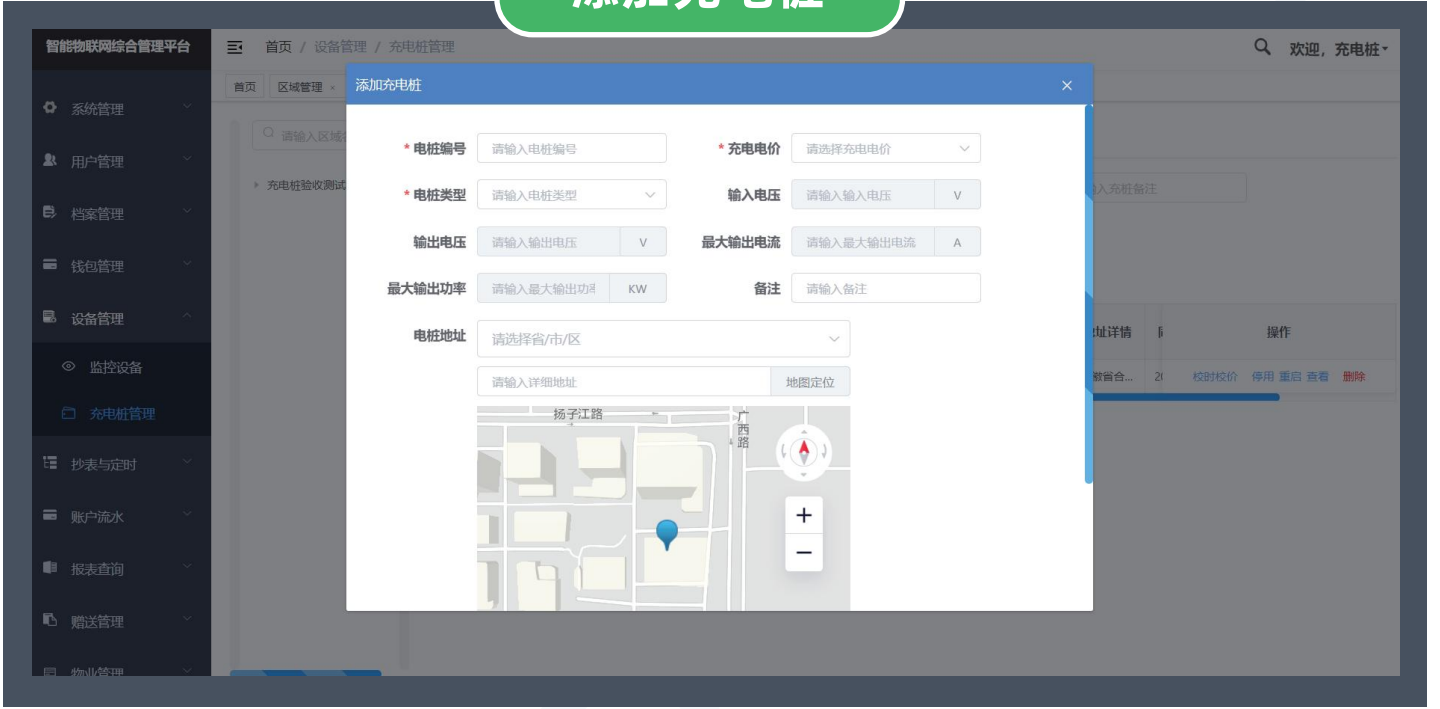 添加充电桩
智能物联网综合管理平台
首页 / 设备管理 / 充电桩管理
欢迎，充电桩
首页
区域管理 ×
系统管理
用户管理
档案管理
钱包管理
设备管理
监控设备
充电桩管理
抄表与定时
账户流水
报表查询
赠送管理
物业管理
请输入区域
充电桩验收测试
添加充电桩 ×
* 电桩编号 请输入电桩编号
* 充电电价 请选择充电电价
* 电桩类型 请输入电桩类型
输入电压 请输入输入电压 V
输出电压 请输入输出电压 V
最大输出电流 请输入最大输出电流 A
最大输出功率 请输入最大输出功率 KW
备注 请输入备注
电桩地址 请选择省/市/区
请输入详细地址 地图定位
扬子江路
广西路
+
−
入充桩备注
址详情
操作
徽省合... 20
校时校价 停用 重启 查看 删除